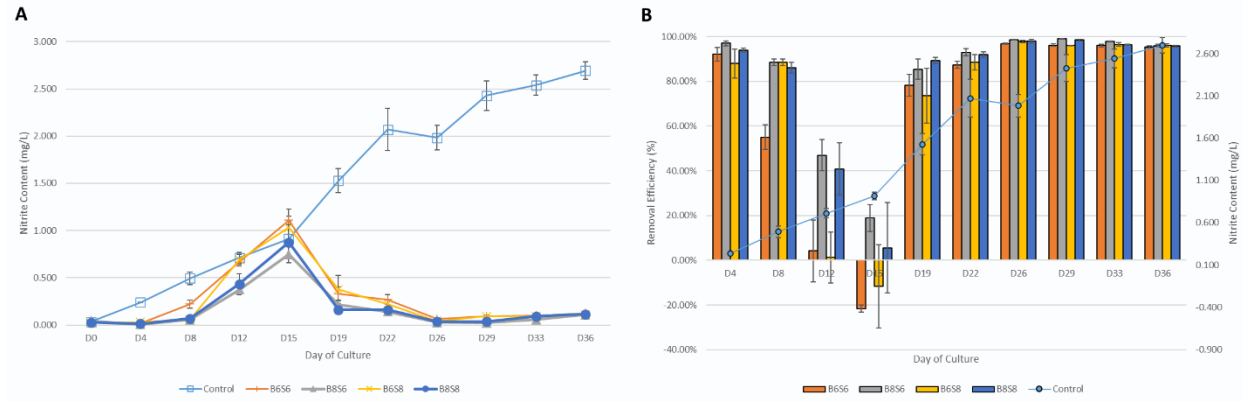 A
Nitrite Content (mg/L)
3.000
2.500
2.000
1.500
1.000
0.500
0.000
D0 D4 D8 D12 D15 D19 D22 D26 D29 D33 D36
Day of Culture
Control B6S6 B8S6 B6S8 B8S8
B
Removal Efficiency (%)
100.00%
80.00%
60.00%
40.00%
20.00%
0.00%
-20.00%
-40.00%
D4 D8 D12 D15 D19 D22 D26 D29 D33 D36
2.600
2.100
1.600
1.100
0.600
0.100
-0.400
-0.900
Nitrite Content (mg/L)
Day of Culture
B6S6 B8S6 B6S8 B8S8 Control